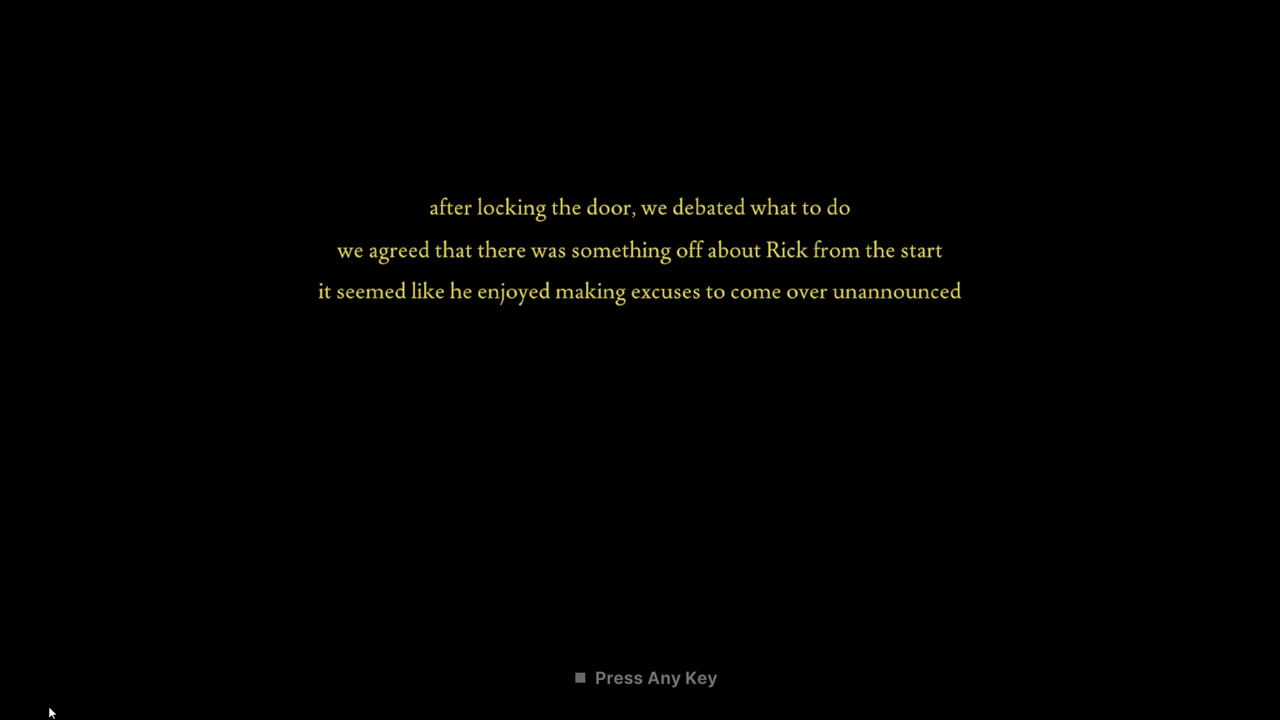 after locking the door, we debated what to do
we agreed that there was something off about Rick from the start
it seemed like he enjoyed making excuses to come over unannounced
Press Any Key